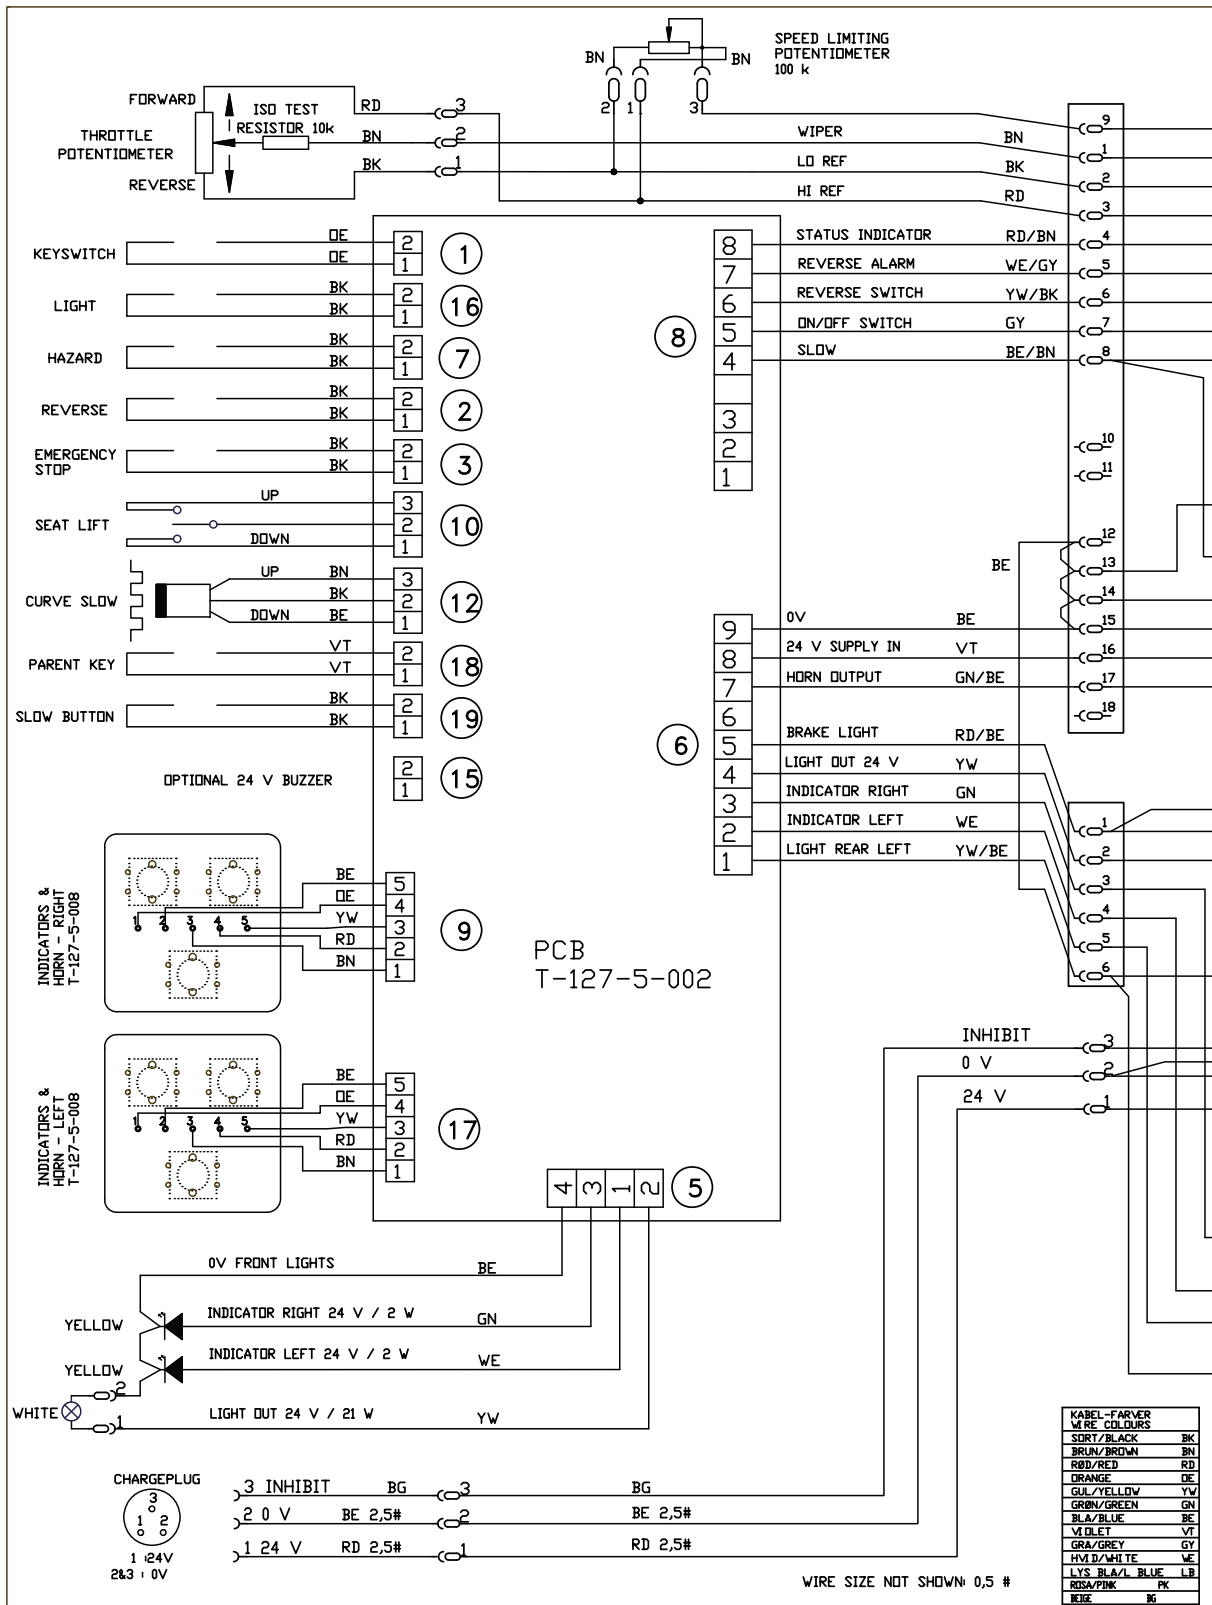 SPEED LIMITING
POTENTIOMETER
100 k
BN
BN
2
1
3
FORWARD
THROTTLE
POTENTIOMETER
REVERSE
ISO TEST
RESISTOR 10k
RD
3
BN
2
BK
1
WIPER
BN
LO REF
BK
HI REF
RD
9
1
2
3
KEYSWITCH
OE
OE
2
1
1
LIGHT
BK
BK
2
1
16
HAZARD
BK
BK
2
1
7
REVERSE
BK
BK
2
1
2
EMERGENCY
STOP
BK
BK
2
1
3
SEAT LIFT
UP
DOWN
3
2
1
10
CURVE SLOW
UP
DOWN
BN
BK
BE
3
2
1
12
PARENT KEY
VT
VT
2
1
18
SLOW BUTTON
BK
BK
2
1
19
OPTIONAL 24 V BUZZER
2
1
15
8
8
7
6
5
4
3
2
1
STATUS INDICATOR RD/BN 4
REVERSE ALARM WE/GY 5
REVERSE SWITCH YW/BK 6
ON/OFF SWITCH GY 7
SLOW BE/BN 8
10
11
12
13
14
15
16
17
18
BE
6
9
8
7
6
5
4
3
2
1
0V BE
24 V SUPPLY IN VT
HORN OUTPUT GN/BE
BRAKE LIGHT RD/BE
LIGHT OUT 24 V YW
INDICATOR RIGHT GN
INDICATOR LEFT WE
LIGHT REAR LEFT YW/BE
1
2
3
4
5
6
INDICATORS &
HORN - RIGHT
T-127-5-008
1 2 3 4 5
BE
OE
YW
RD
BN
5
4
3
2
1
9
PCB
T-127-5-002
INDICATORS &
HORN - LEFT
T-127-5-008
1 2 3 4 5
BE
OE
YW
RD
BN
5
4
3
2
1
17
INHIBIT 3
0 V 2
24 V 1
4 3 1 2
5
0V FRONT LIGHTS BE
YELLOW
INDICATOR RIGHT 24 V / 2 W GN
YELLOW
INDICATOR LEFT 24 V / 2 W WE
WHITE
2
1
LIGHT OUT 24 V / 21 W YW
CHARGEPLUG
3
1 2
1 :24V
2&3 : 0V
3 INHIBIT BG 3 BG
2 0 V BE 2,5# 2 BE 2,5#
1 24 V RD 2,5# 1 RD 2,5#
WIRE SIZE NOT SHOWN: 0,5 #
KABEL-FARVER
WIRE COLOURS
SORT/BLACK BK
BRUN/BROWN BN
RØD/RED RD
ORANGE OE
GUL/YELLOW YW
GRØN/GREEN GN
BLA/BLUE BE
VIOLET VT
GRA/GREY GY
HVID/WHITE WE
LYS BLA/L BLUE LB
ROSA/PINK PK
BEIGE BG